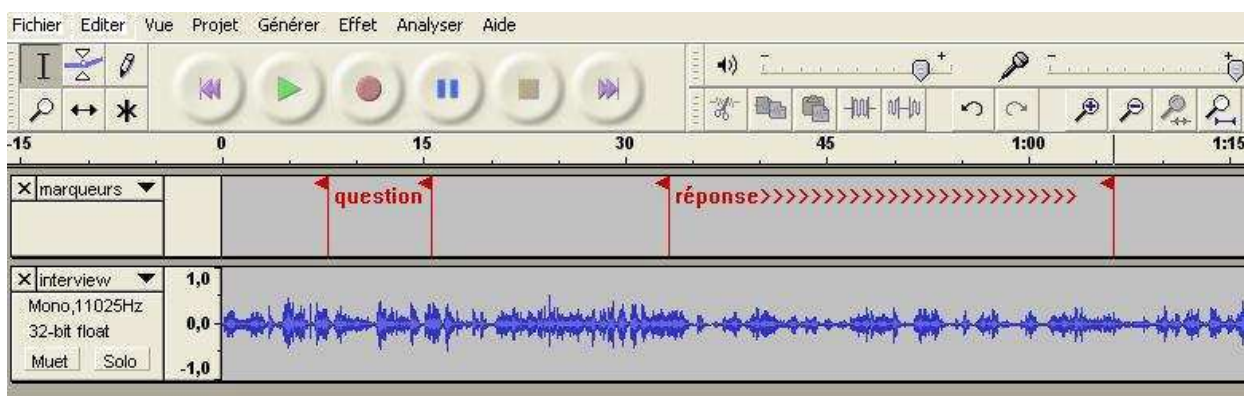 Fichier Editer Vue Projet Générer Effet Analyser Aide
- + -
-15 0 15 30 45 1:00 1:15
X marqueurs question réponse>>>>>>>>>>>>>>>>>>>>>>>>>
X interview 1,0
Mono,11025Hz
32-bit float 0,0
Muet Solo
-1,0